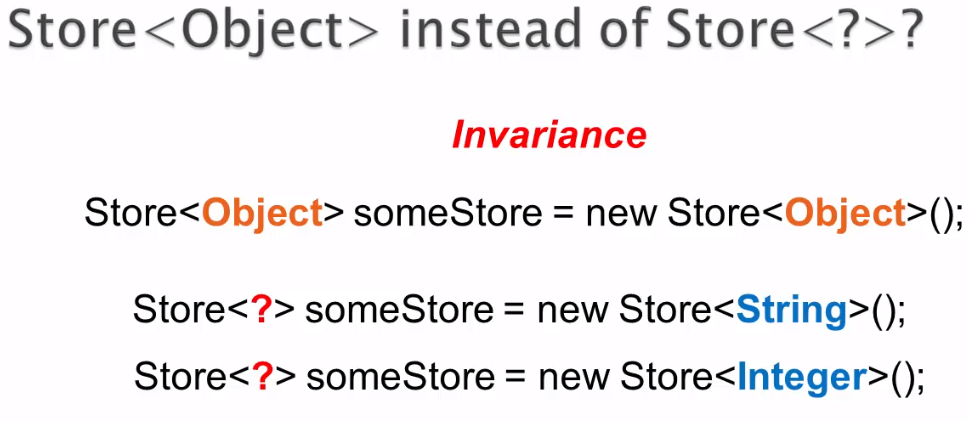 Store<Object> instead of Store<?>?
Invariance
Store<Object> someStore = new Store<Object>();
Store<?> someStore = new Store<String>();
Store<?> someStore = new Store<Integer>();